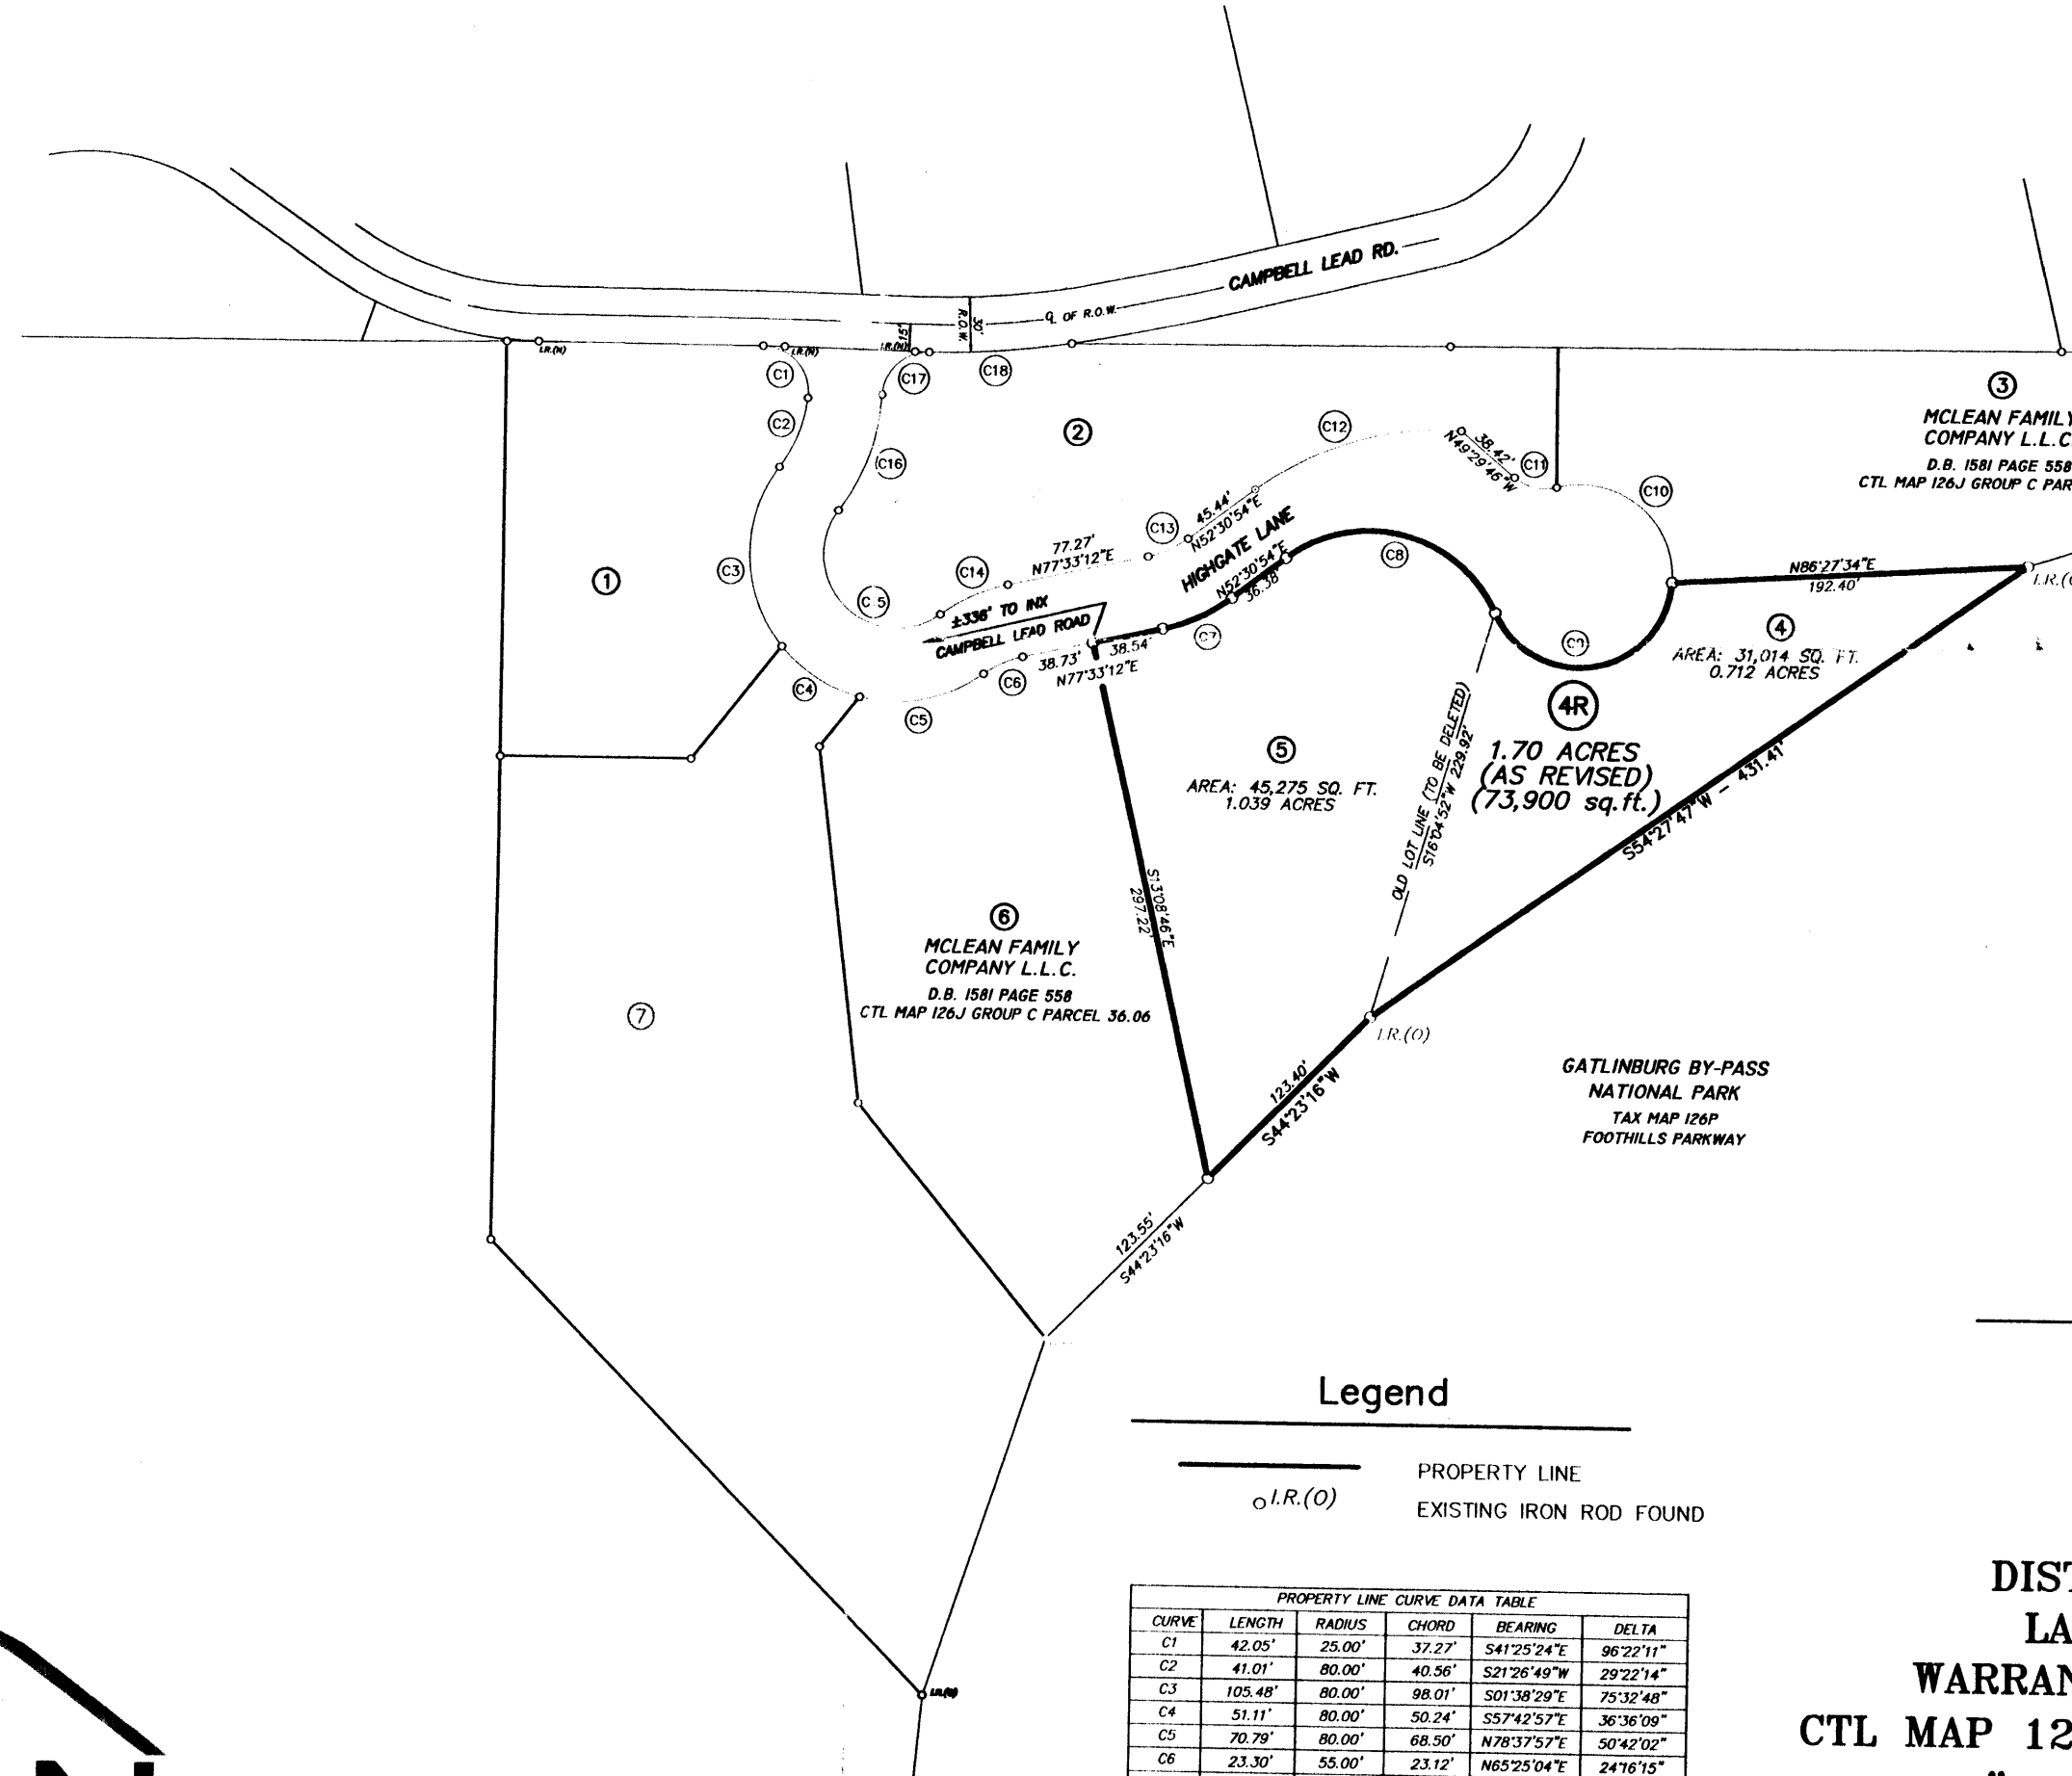 CAMPBELL LEAD RD.
℄ OF R.O.W.
15'
30'
R.O.W.
I.R.(N)
I.R.(N)
I.R.(N)
C1
C17
C18
C2
C16
2
C12
38.42'
N49°29'46"W
C11
C10
3
MCLEAN FAMILY
COMPANY L.L.C.
D.B. 1581 PAGE 558
CTL MAP 126J GROUP C PAR
C3
1
C14
77.27'
N77°33'12"E
C13
45.44'
N52°30'54"E
HIGHGATE LANE
N52°30'54"E
36.38'
C8
N86°27'34"E
192.40'
I.R.(
±336' TO INX
CAMPBELL LEAD ROAD
38.73'
38.54'
N77°33'12"E
C7
C9
4
AREA: 31,014 SQ. FT.
0.712 ACRES
C4
C5
C6
4R
1.70 ACRES
(AS REVISED)
(73,900 sq.ft.)
5
AREA: 45,275 SQ. FT.
1.039 ACRES
OLD LOT LINE (TO BE DELETED)
S16°04'52"W 229.92'
S54°27'47"W - 431.41'
S13°08'46"E
297.22'
6
MCLEAN FAMILY
COMPANY L.L.C.
D.B. 1581 PAGE 558
CTL MAP 126J GROUP C PARCEL 36.06
7
I.R.(O)
123.40'
S44°23'16"W
GATLINBURG BY-PASS
NATIONAL PARK
TAX MAP 126P
FOOTHILLS PARKWAY
123.55'
S44°23'16"W
Legend
PROPERTY LINE
I.R.(O) EXISTING IRON ROD FOUND
PROPERTY LINE CURVE DATA TABLE
CURVE LENGTH RADIUS CHORD BEARING DELTA
C1 42.05' 25.00' 37.27' S41°25'24"E 96°22'11"
C2 41.01' 80.00' 40.56' S21°26'49"W 29°22'14"
C3 105.48' 80.00' 98.01' S01°38'29"E 75°32'48"
C4 51.11' 80.00' 50.24' S57°42'57"E 36°36'09"
C5 70.79' 80.00' 68.50' N78°37'57"E 50°42'02"
C6 23.30' 55.00' 23.12' N65°25'04"E 24°16'15"
DIST
LA
WARRAN
CTL MAP 12
N